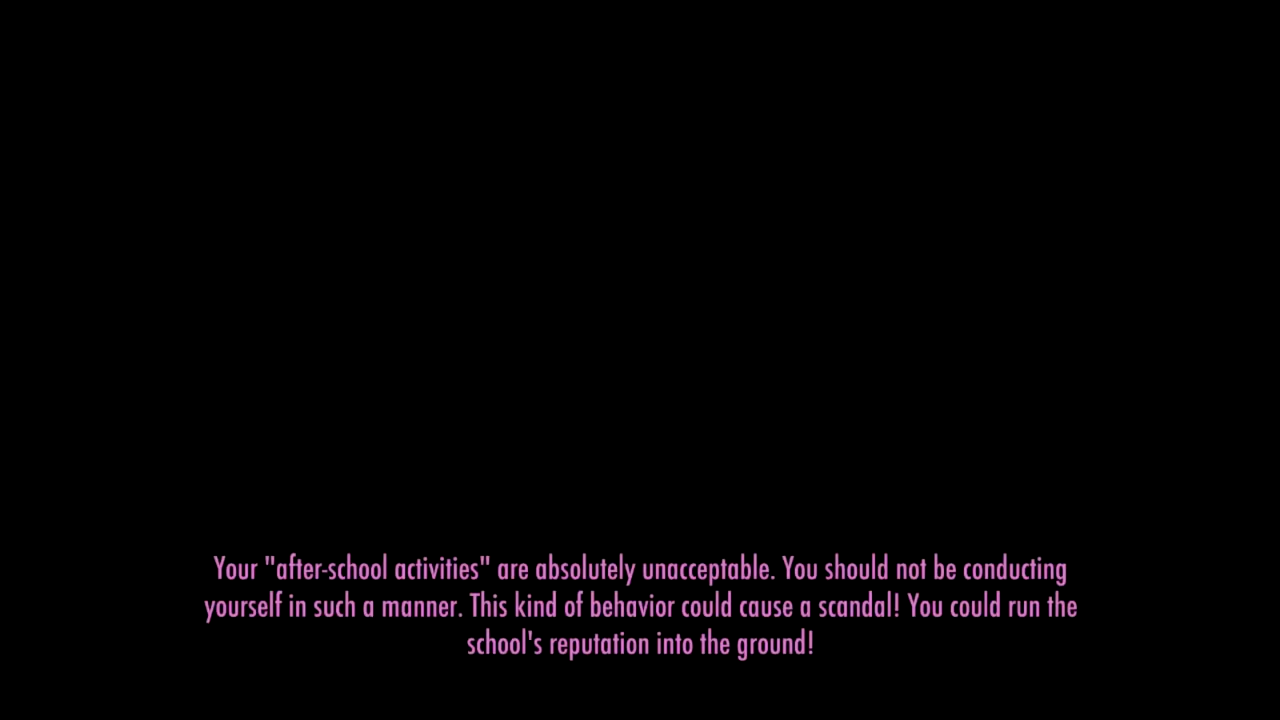 Your "after-school activities" are absolutely unacceptable. You should not be conducting
yourself in such a manner. This kind of behavior could cause a scandal! You could run the
school's reputation into the ground!